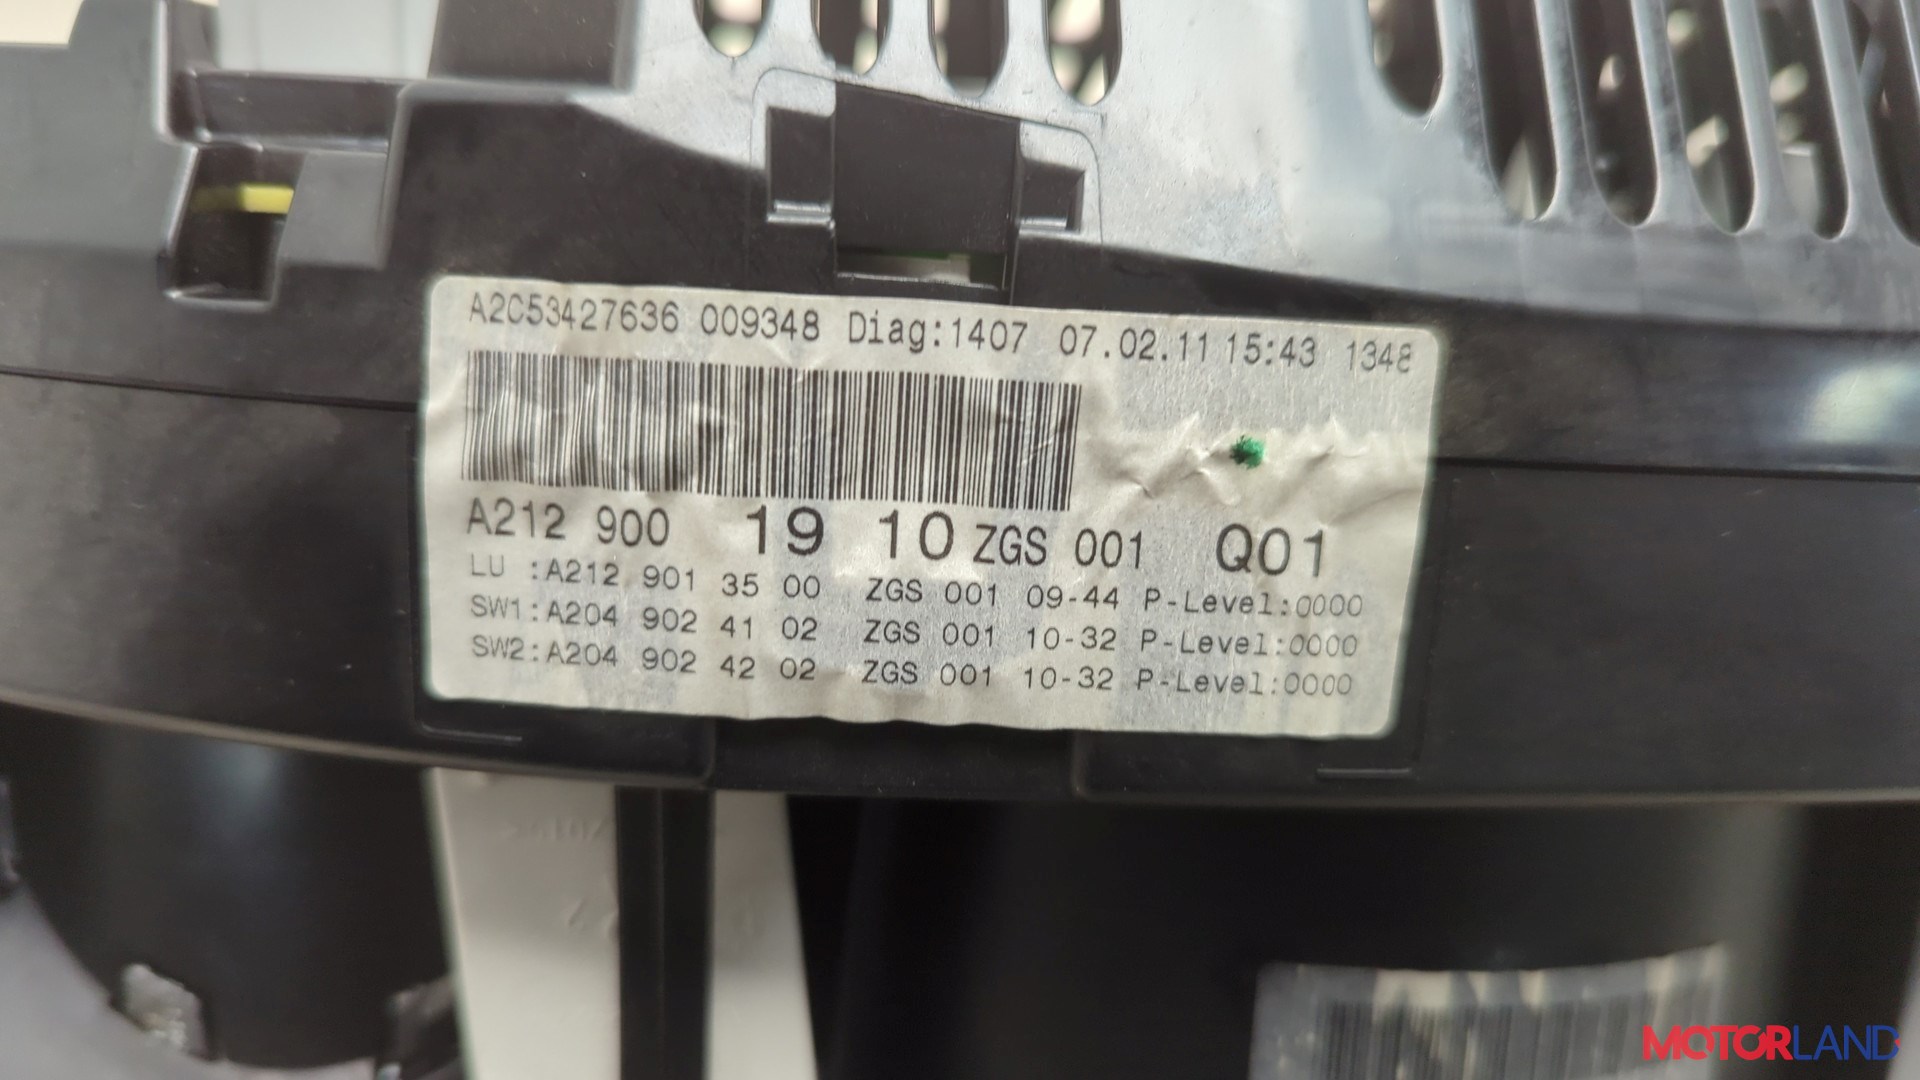 A2C53427636 009348 Diag:1407 07.02.11 15:43 1348
A212 900 19 10 ZGS 001 Q01
LU :A212 901 35 00 ZGS 001 09-44 P-Level:0000
SW1:A204 902 41 02 ZGS 001 10-32 P-Level:0000
SW2:A204 902 42 02 ZGS 001 10-32 P-Level:0000
MOTORLAND